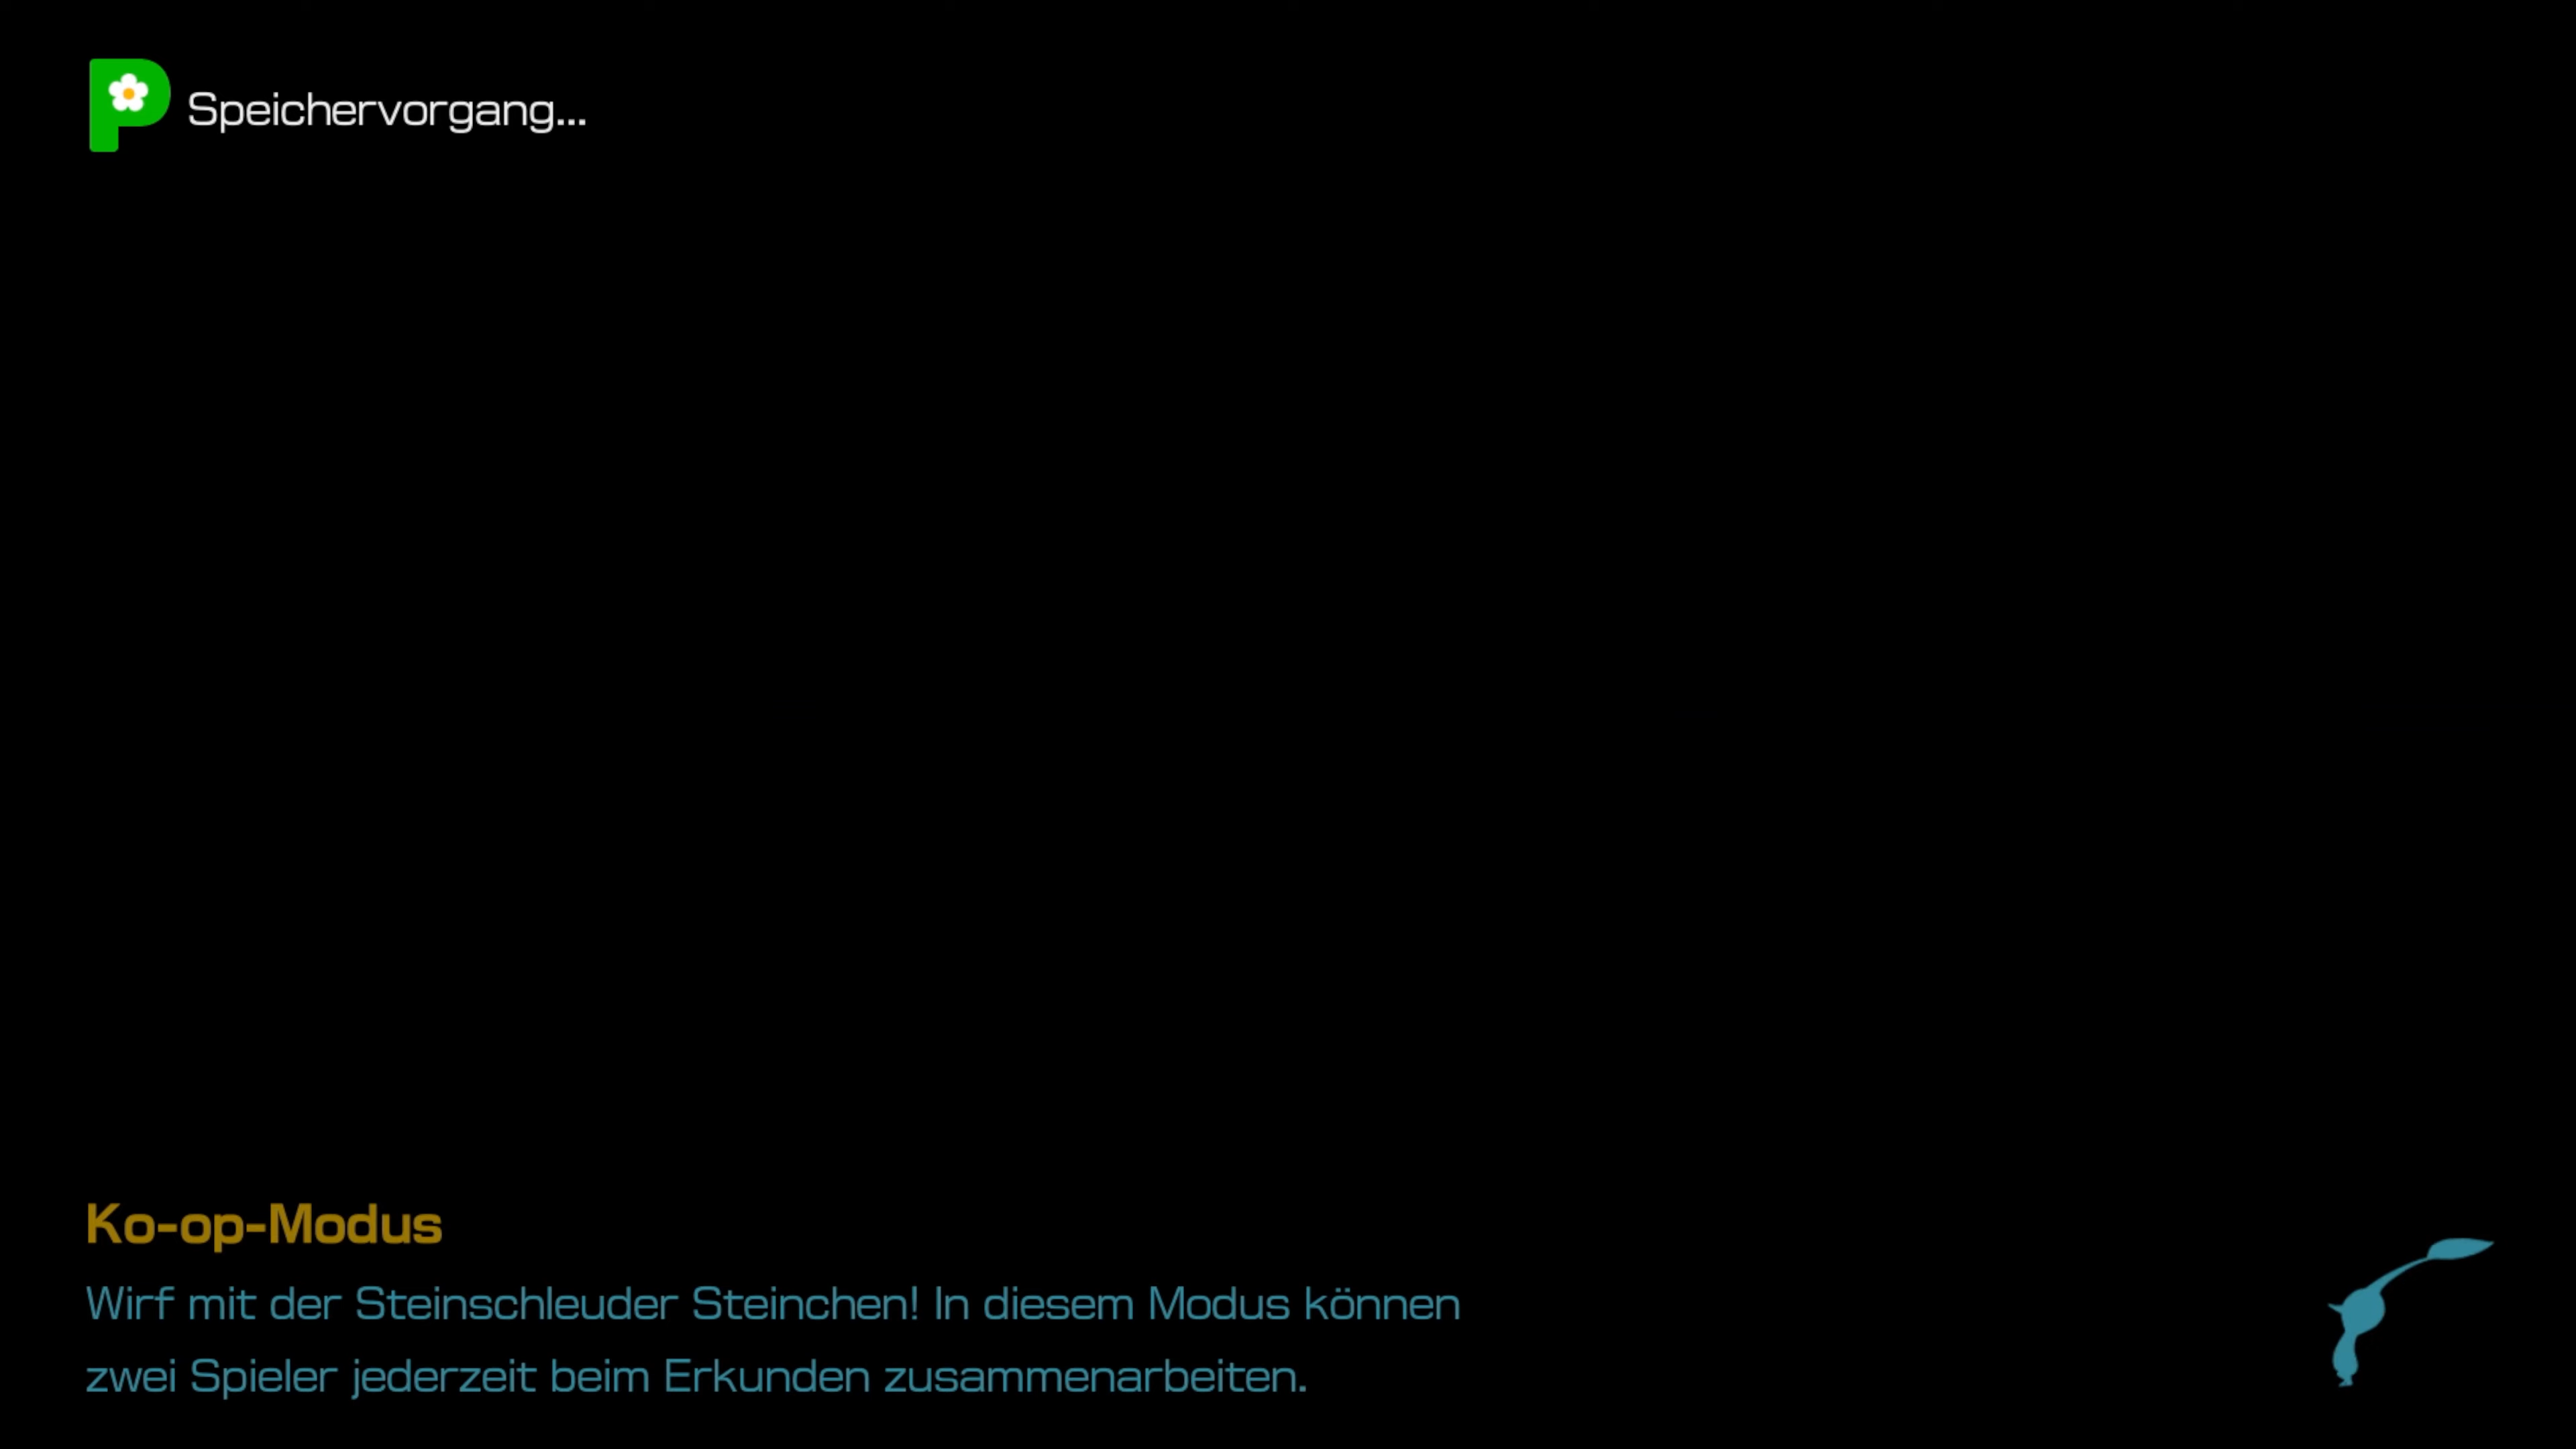 Speichervorgang...
Ko-op-Modus
Wirf mit der Steinschleuder Steinchen! In diesem Modus können
zwei Spieler jederzeit beim Erkunden zusammenarbeiten.